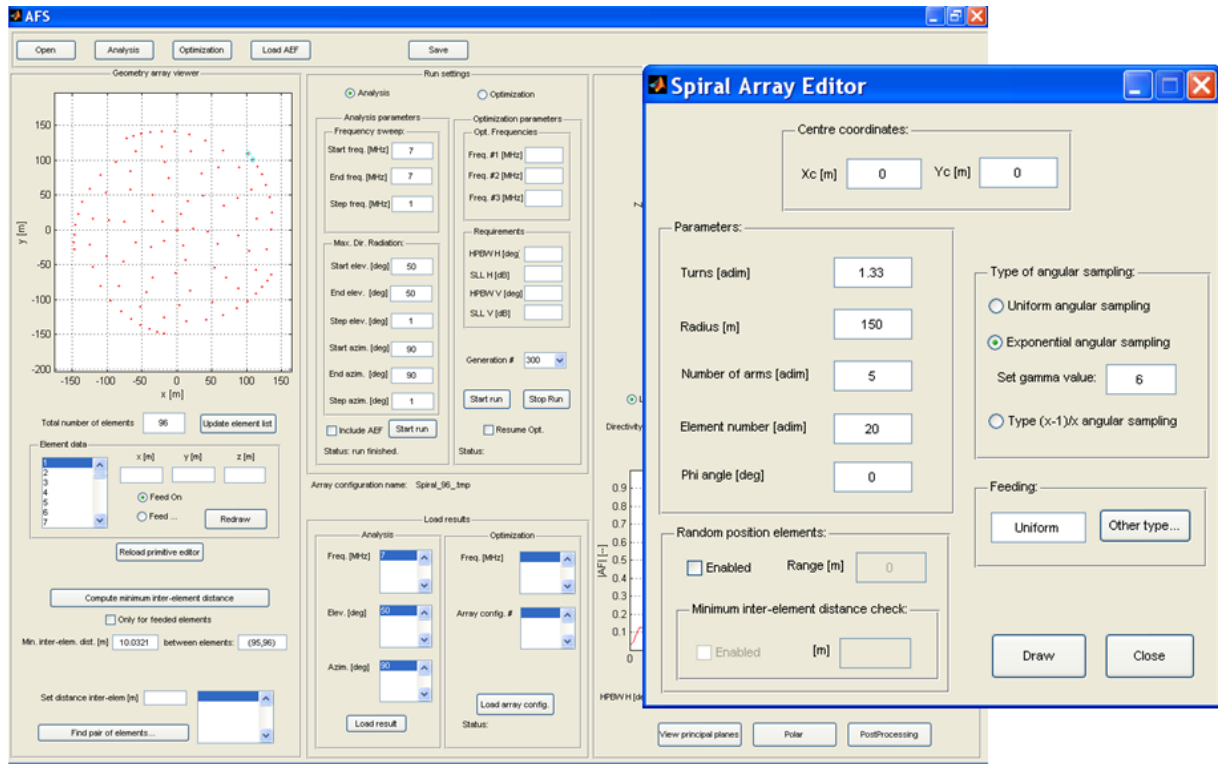 AFS
Open Analysis Optimization Load AEF Save
Geometry array viewer
150
100
50
0
-50
-100
-150
-200
y [m]
-150 -100 -50 0 50 100 150
x [m]
Total number of elements 96 Update element list
Element data
1
2
3
4
5
6
7
x [m] y [m] z [m]
Feed On
Feed ... Redraw
Reload primitive editor
Compute minimum inter-element distance
Only for feeded elements
Min. inter-elem. dist. [m] 10.0321 between elements: (95,96)
Set distance inter-elem [m]
Find pair of elements...
Run settings
Analysis Optimization
Analysis parameters
Frequency sweep:
Start freq. [MHz] 7
End freq. [MHz] 7
Step freq. [MHz] 1
Max. Dir. Radiation:
Start elev. [deg] 50
End elev. [deg] 50
Step elev. [deg] 1
Start azim. [deg] 90
End azim. [deg] 90
Step azim. [deg] 1
Include AEF Start run
Status: run finished.
Optimization parameters
Opt. Frequencies
Freq. #1 [MHz]
Freq. #2 [MHz]
Freq. #3 [MHz]
Requirements
HPBW H [deg]
SLL H [dB]
HPBW V [deg]
SLL V [dB]
Generation # 300
Start run Stop Run
Resume Opt.
Status:
Array configuration name: Spiral_96_.tmp
Load results
Analysis
Freq. [MHz] 7
Elev. [deg] 50
Azim. [deg] 90
Load result
Optimization
Freq. [MHz]
Array config. #
Load array config.
Status:
Directivity
0.9
0.8
0.7
0.6
0.5
0.4
0.3
0.2
0.1
0
|AF| [--]
HPBW H [de
View principal planes Polar PostProcessing
Spiral Array Editor
Centre coordinates:
Xc [m] 0 Yc [m] 0
Parameters:
Turns [adim] 1.33
Radius [m] 150
Number of arms [adim] 5
Element number [adim] 20
Phi angle [deg] 0
Type of angular sampling:
Uniform angular sampling
Exponential angular sampling
Set gamma value: 6
Type (x-1)/x angular sampling
Feeding:
Uniform Other type...
Random position elements:
Enabled Range [m] 0
Minimum inter-element distance check:
Enabled [m]
Draw Close